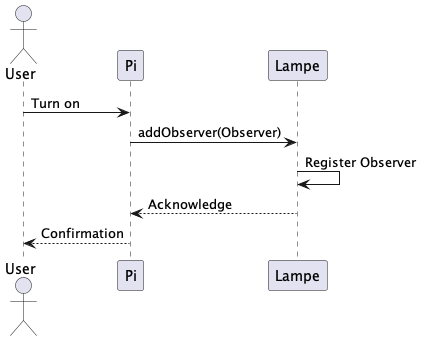 User
Pi
Lampe
Turn on
addObserver(Observer)
Register Observer
Acknowledge
Confirmation
User
Pi
Lampe